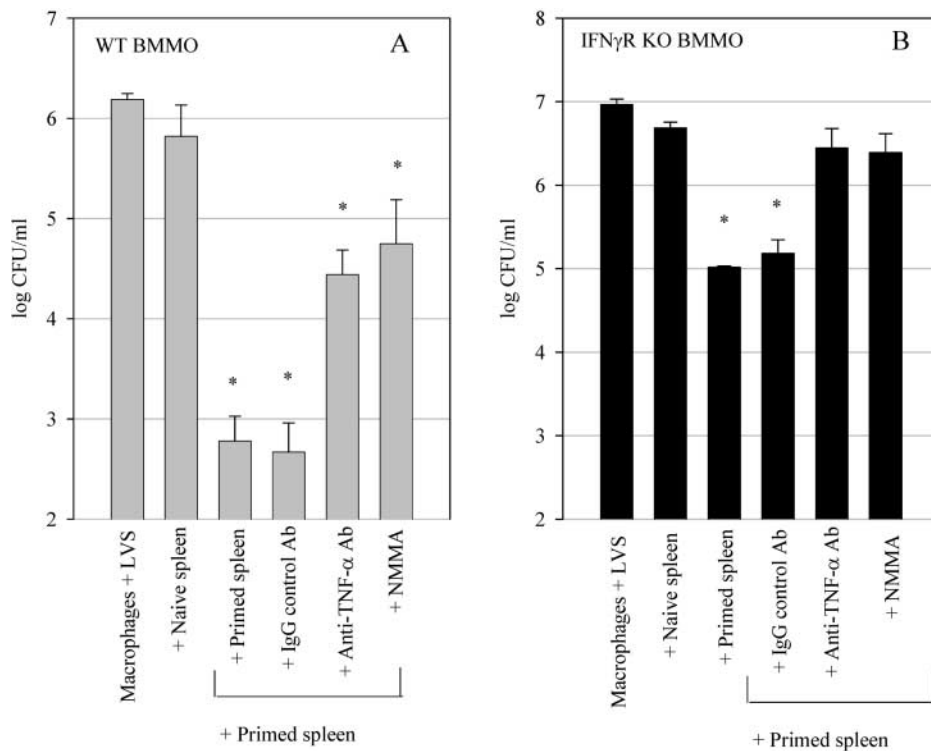 WT BMMO
A
7
6
5
4
3
2
log CFU/ml
*
*
*
*
Macrophages + LVS
+ Naive spleen
+ Primed spleen
+ IgG control Ab
+ Anti-TNF-α Ab
+ NMMA
+ Primed spleen
IFNγR KO BMMO
B
8
7
6
5
4
3
2
log CFU/ml
*
*
Macrophages + LVS
+ Naive spleen
+ Primed spleen
+ IgG control Ab
+ Anti-TNF-α Ab
+ NMMA
+ Primed spleen